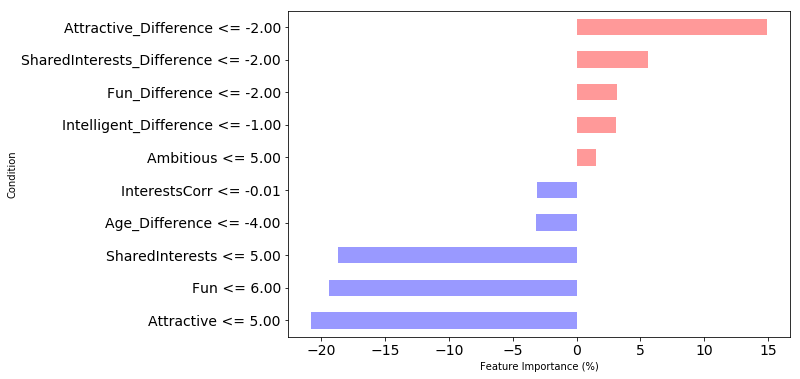 Attractive_Difference <= -2.00
SharedInterests_Difference <= -2.00
Fun_Difference <= -2.00
Intelligent_Difference <= -1.00
Ambitious <= 5.00
InterestsCorr <= -0.01
Age_Difference <= -4.00
SharedInterests <= 5.00
Fun <= 6.00
Attractive <= 5.00
Condition
−20 −15 −10 −5 0 5 10 15
Feature Importance (%)